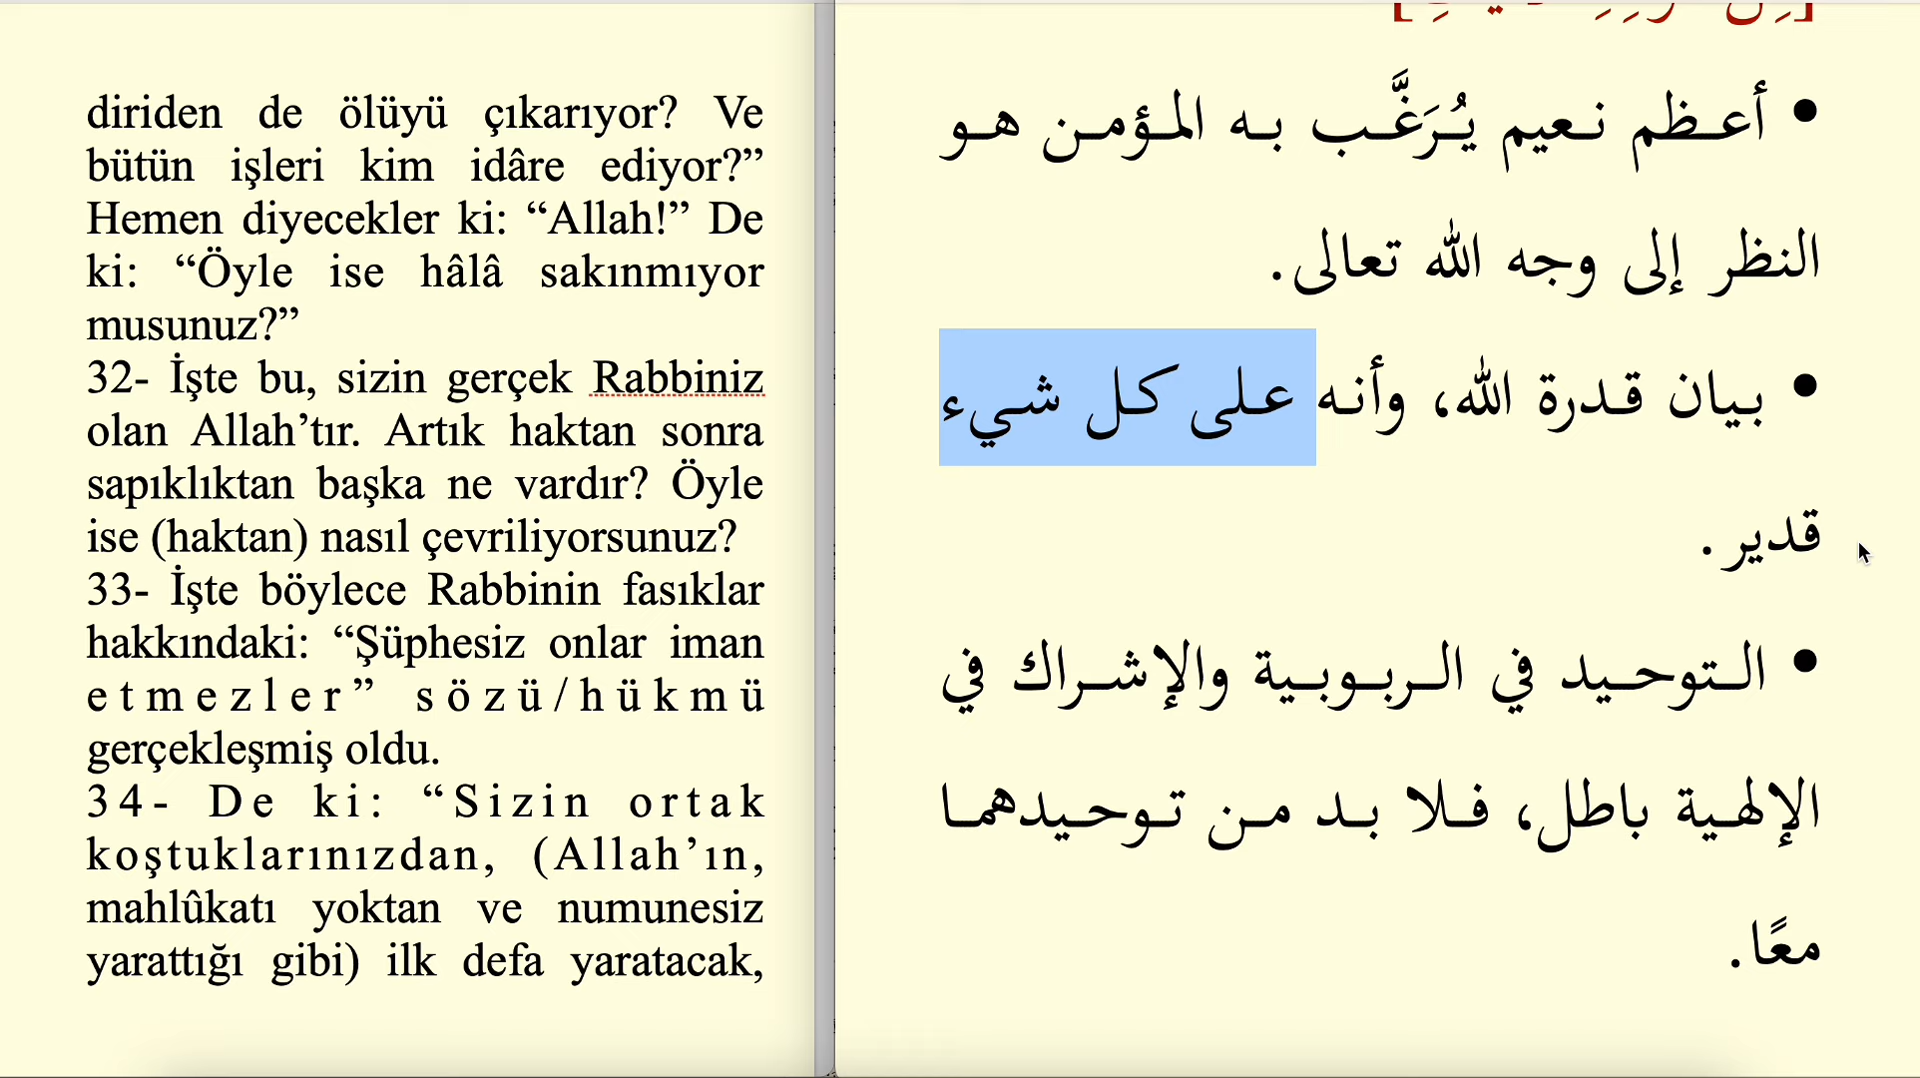 diriden de ölüyü çıkarıyor? Ve
bütün işleri kim idâre ediyor?”
Hemen diyecekler ki: “Allah!” De
ki: “Öyle ise hâlâ sakınmıyor
musunuz?”
32- İşte bu, sizin gerçek Rabbiniz
olan Allah’tır. Artık haktan sonra
sapıklıktan başka ne vardır? Öyle
ise (haktan) nasıl çevriliyorsunuz?
33- İşte böylece Rabbinin fasıklar
hakkındaki: “Şüphesiz onlar iman
etmezler” sözü/hükmü
gerçekleşmiş oldu.
34- De ki: “Sizin ortak
koştuklarınızdan, (Allah’ın,
mahlûkatı yoktan ve numunesiz
yarattığı gibi) ilk defa yaratacak,
• أعظم نعيم يُرَغَّب به المؤمن هو
النظر إلى وجه الله تعالى.
• بيان قدرة الله، وأنه على كل شيء
قدير.
• التوحيد في الربوبية والإشراك في
الإلهية باطل، فلا بد من توحيدهما
معًا.